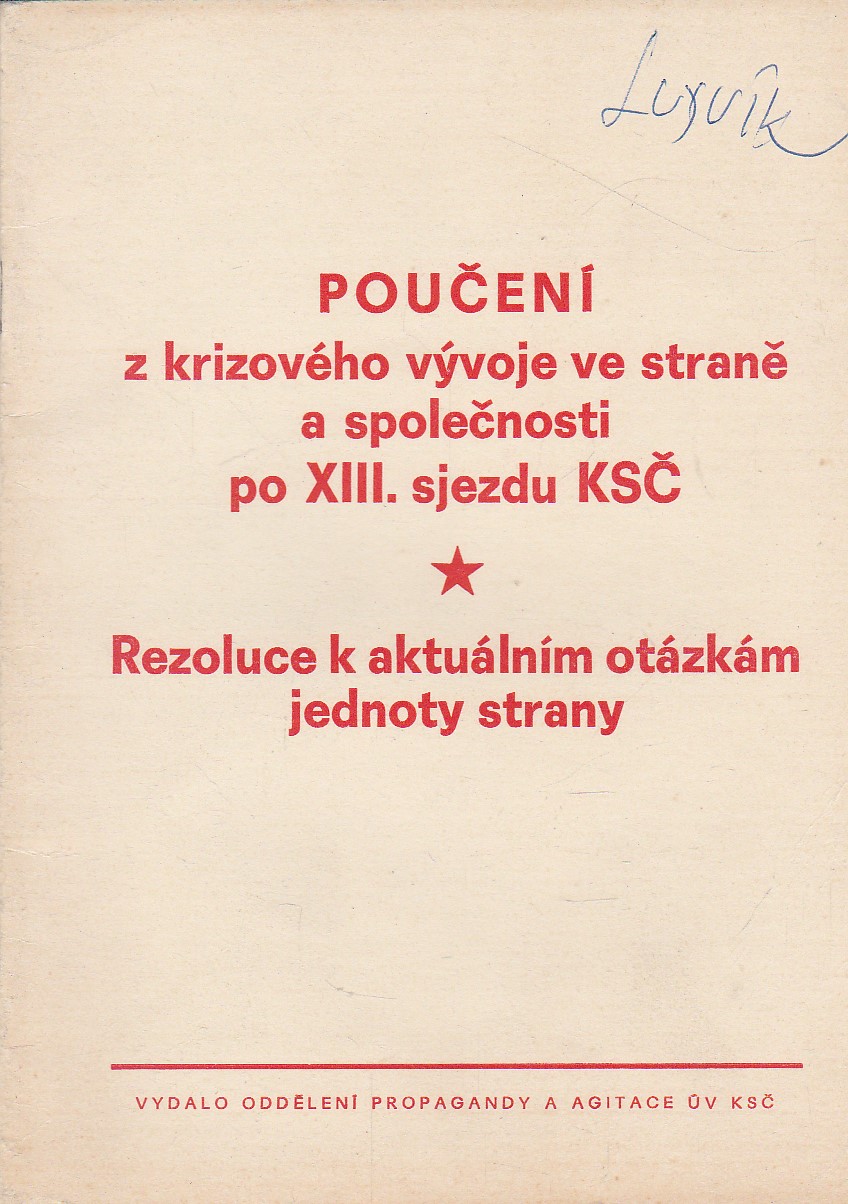 POUČENÍ
z krizového vývoje ve straně
a společnosti
po XIII. sjezdu KSČ
Rezoluce k aktuálním otázkám
jednoty strany
VYDALO ODDĚLENÍ PROPAGANDY A AGITACE ÚV KSČ